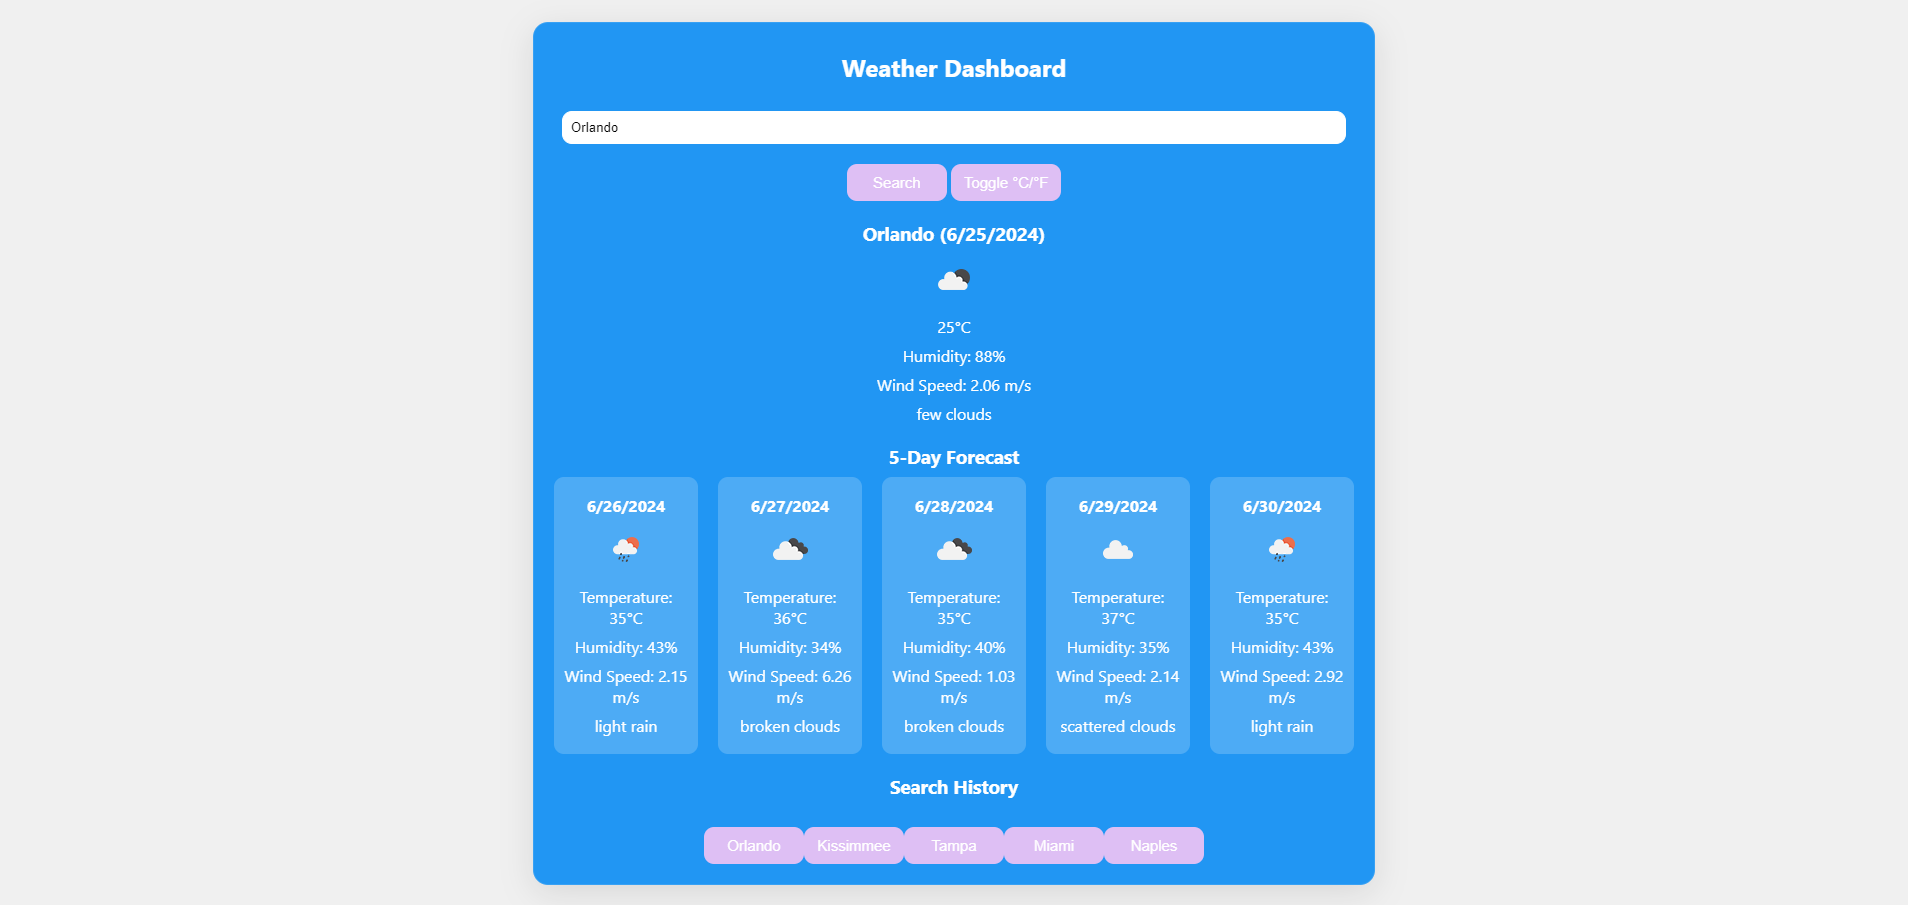 Weather Dashboard
Orlando
Search
Toggle °C/°F
Orlando (6/25/2024)
25°C
Humidity: 88%
Wind Speed: 2.06 m/s
few clouds
5-Day Forecast
6/26/2024
Temperature:
35°C
Humidity: 43%
Wind Speed: 2.15
m/s
light rain
6/27/2024
Temperature:
36°C
Humidity: 34%
Wind Speed: 6.26
m/s
broken clouds
6/28/2024
Temperature:
35°C
Humidity: 40%
Wind Speed: 1.03
m/s
broken clouds
6/29/2024
Temperature:
37°C
Humidity: 35%
Wind Speed: 2.14
m/s
scattered clouds
6/30/2024
Temperature:
35°C
Humidity: 43%
Wind Speed: 2.92
m/s
light rain
Search History
Orlando
Kissimmee
Tampa
Miami
Naples